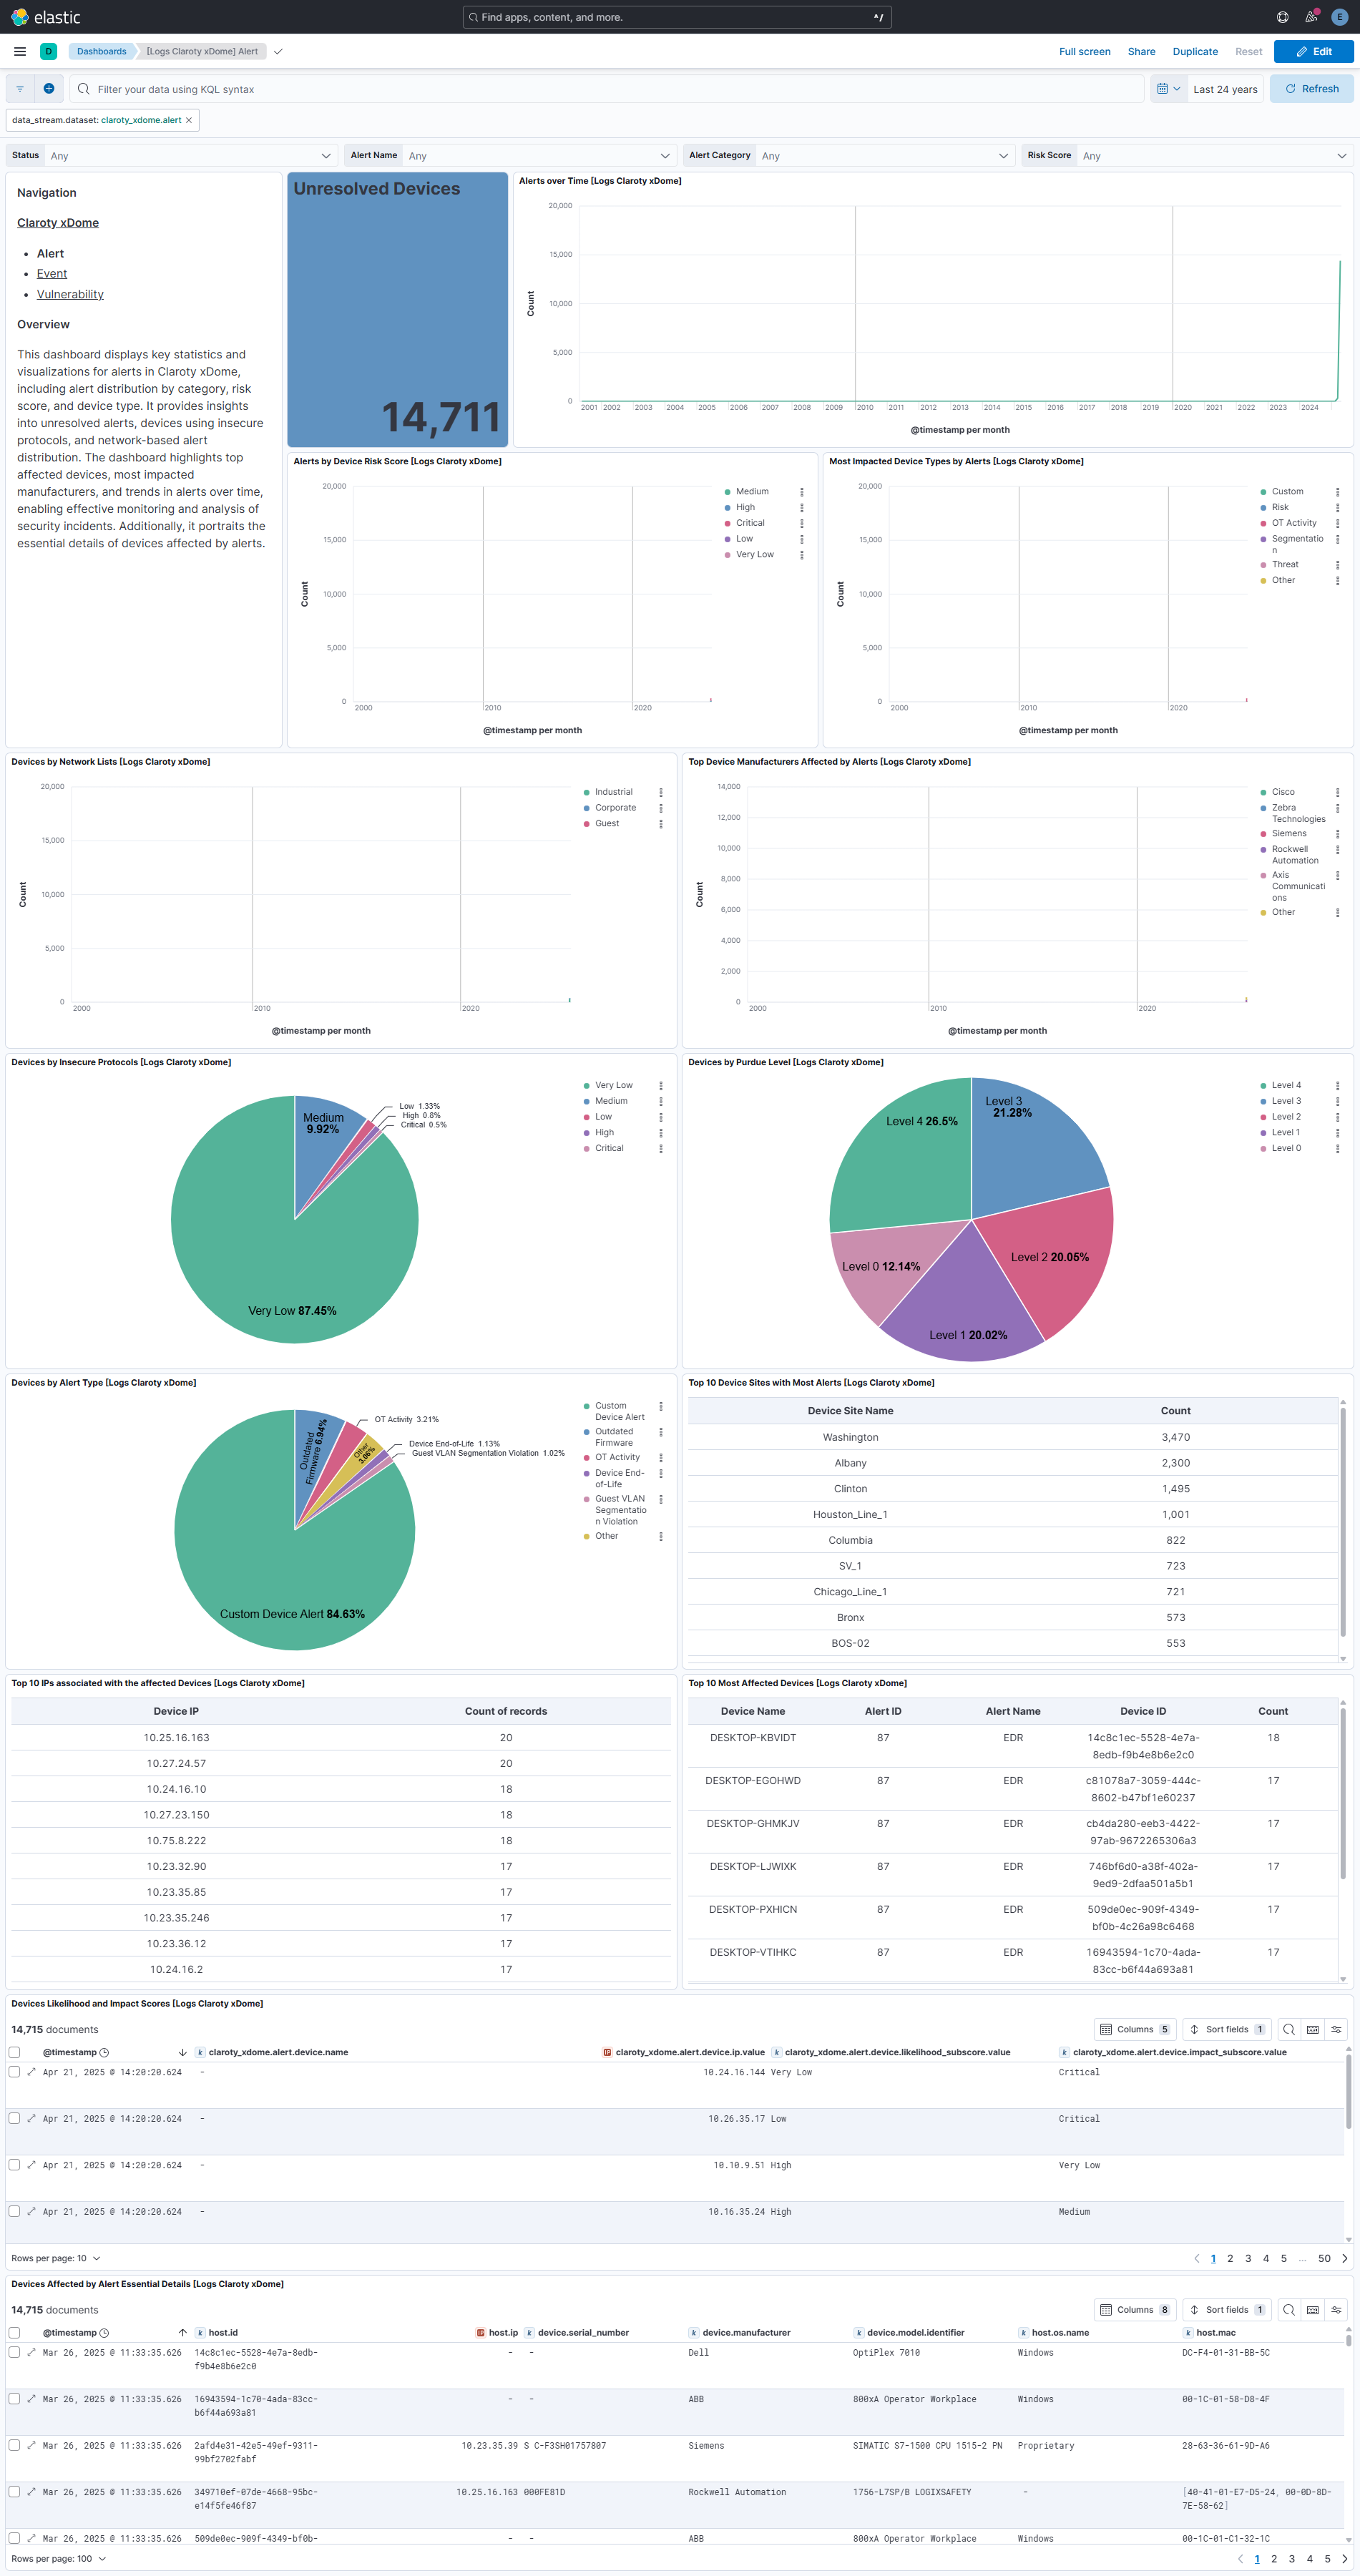 elastic
Find apps, content, and more.
^/
E
D
Dashboards
[Logs Claroty xDome] Alert
Full screen
Share
Duplicate
Reset
Edit
Filter your data using KQL syntax
Last 24 years
Refresh
data_stream.dataset: claroty_xdome.alert ×
Status Any
Alert Name Any
Alert Category Any
Risk Score Any
Navigation
Claroty xDome
• Alert
• Event
• Vulnerability
Overview
This dashboard displays key statistics and
visualizations for alerts in Claroty xDome,
including alert distribution by category, risk
score, and device type. It provides insights
into unresolved alerts, devices using insecure
protocols, and network-based alert
distribution. The dashboard highlights top
affected devices, most impacted
manufacturers, and trends in alerts over time,
enabling effective monitoring and analysis of
security incidents. Additionally, it portraits the
essential details of devices affected by alerts.
Unresolved Devices
14,711
Alerts over Time [Logs Claroty xDome]
20,000
15,000
10,000
5,000
0
Count
2001 2002 2003 2004 2005 2006 2007 2008 2009 2010 2011 2012 2013 2014 2015 2016 2017 2018 2019 2020 2021 2022 2023 2024
@timestamp per month
Alerts by Device Risk Score [Logs Claroty xDome]
20,000
15,000
10,000
5,000
0
Count
2000 2010 2020
@timestamp per month
Medium
High
Critical
Low
Very Low
Most Impacted Device Types by Alerts [Logs Claroty xDome]
20,000
15,000
10,000
5,000
0
Count
2000 2010 2020
@timestamp per month
Custom
Risk
OT Activity
Segmentatio
n
Threat
Other
Devices by Network Lists [Logs Claroty xDome]
20,000
15,000
10,000
5,000
0
Count
2000 2010 2020
@timestamp per month
Industrial
Corporate
Guest
Top Device Manufacturers Affected by Alerts [Logs Claroty xDome]
14,000
12,000
10,000
8,000
6,000
4,000
2,000
0
Count
2000 2010 2020
@timestamp per month
Cisco
Zebra
Technologies
Siemens
Rockwell
Automation
Axis
Communicati
ons
Other
Devices by Insecure Protocols [Logs Claroty xDome]
Medium
9.92%
Low 1.33%
High 0.8%
Critical 0.5%
Very Low 87.45%
Very Low
Medium
Low
High
Critical
Devices by Purdue Level [Logs Claroty xDome]
Level 3
21.28%
Level 4 26.5%
Level 2 20.05%
Level 0 12.14%
Level 1 20.02%
Level 4
Level 3
Level 2
Level 1
Level 0
Devices by Alert Type [Logs Claroty xDome]
Outdated
Firmware 6.94%
OT Activity 3.21%
Other
3.06%
Device End-of-Life 1.13%
Guest VLAN Segmentation Violation 1.02%
Custom Device Alert 84.63%
Custom
Device Alert
Outdated
Firmware
OT Activity
Device End-
of-Life
Guest VLAN
Segmentatio
n Violation
Other
Top 10 Device Sites with Most Alerts [Logs Claroty xDome]
Device Site Name Count
Washington 3,470
Albany 2,300
Clinton 1,495
Houston_Line_1 1,001
Columbia 822
SV_1 723
Chicago_Line_1 721
Bronx 573
BOS-02 553
Top 10 IPs associated with the affected Devices [Logs Claroty xDome]
Device IP Count of records
10.25.16.163 20
10.27.24.57 20
10.24.16.10 18
10.27.23.150 18
10.75.8.222 18
10.23.32.90 17
10.23.35.85 17
10.23.35.246 17
10.23.36.12 17
10.24.16.2 17
Top 10 Most Affected Devices [Logs Claroty xDome]
Device Name Alert ID Alert Name Device ID Count
DESKTOP-KBVIDT 87 EDR 14c8c1ec-5528-4e7a- 18
8edb-f9b4e8b6e2c0
DESKTOP-EGOHWD 87 EDR c81078a7-3059-444c- 17
8602-b47bf1e60237
DESKTOP-GHMKJV 87 EDR cb4da280-eeb3-4422- 17
97ab-9672265306a3
DESKTOP-LJWIXK 87 EDR 746bf6d0-a38f-402a- 17
9ed9-2dfaa501a5b1
DESKTOP-PXHICN 87 EDR 509de0ec-909f-4349- 17
bf0b-4c26a98c6468
DESKTOP-VTIHKC 87 EDR 16943594-1c70-4ada- 17
83cc-b6f44a693a81
Devices Likelihood and Impact Scores [Logs Claroty xDome]
14,715 documents
Columns 5
Sort fields 1
@timestamp claroty_xdome.alert.device.name claroty_xdome.alert.device.ip.value claroty_xdome.alert.device.likelihood_subscore.value claroty_xdome.alert.device.impact_subscore.value
Apr 21, 2025 @ 14:20:20.624 - 10.24.16.144 Very Low Critical
Apr 21, 2025 @ 14:20:20.624 - 10.26.35.17 Low Critical
Apr 21, 2025 @ 14:20:20.624 - 10.10.9.51 High Very Low
Apr 21, 2025 @ 14:20:20.624 - 10.16.35.24 High Medium
Rows per page: 10
1 2 3 4 5 ... 50
Devices Affected by Alert Essential Details [Logs Claroty xDome]
14,715 documents
Columns 8
Sort fields 1
@timestamp host.id host.ip device.serial_number device.manufacturer device.model.identifier host.os.name host.mac
Mar 26, 2025 @ 11:33:35.626 14c8c1ec-5528-4e7a-8edb- - - Dell OptiPlex 7010 Windows DC-F4-01-31-BB-5C
f9b4e8b6e2c0
Mar 26, 2025 @ 11:33:35.626 16943594-1c70-4ada-83cc- - - ABB 800xA Operator Workplace Windows 00-1C-01-58-D8-4F
b6f44a693a81
Mar 26, 2025 @ 11:33:35.626 2afd4e31-42e5-49ef-9311- 10.23.35.39 S C-F3SH01757807 Siemens SIMATIC S7-1500 CPU 1515-2 PN Proprietary 28-63-36-61-9D-A6
99bf2702fabf
Mar 26, 2025 @ 11:33:35.626 349710ef-07de-4668-95bc- 10.25.16.163 000FE81D Rockwell Automation 1756-L7SP/B LOGIXSAFETY - [40-41-01-E7-D5-24, 00-0D-8D-
e14f5fe46f87 7E-58-62]
Mar 26, 2025 @ 11:33:35.626 509de0ec-909f-4349-bf0b- - - ABB 800xA Operator Workplace Windows 00-1C-01-C1-32-1C
Rows per page: 100
1 2 3 4 5